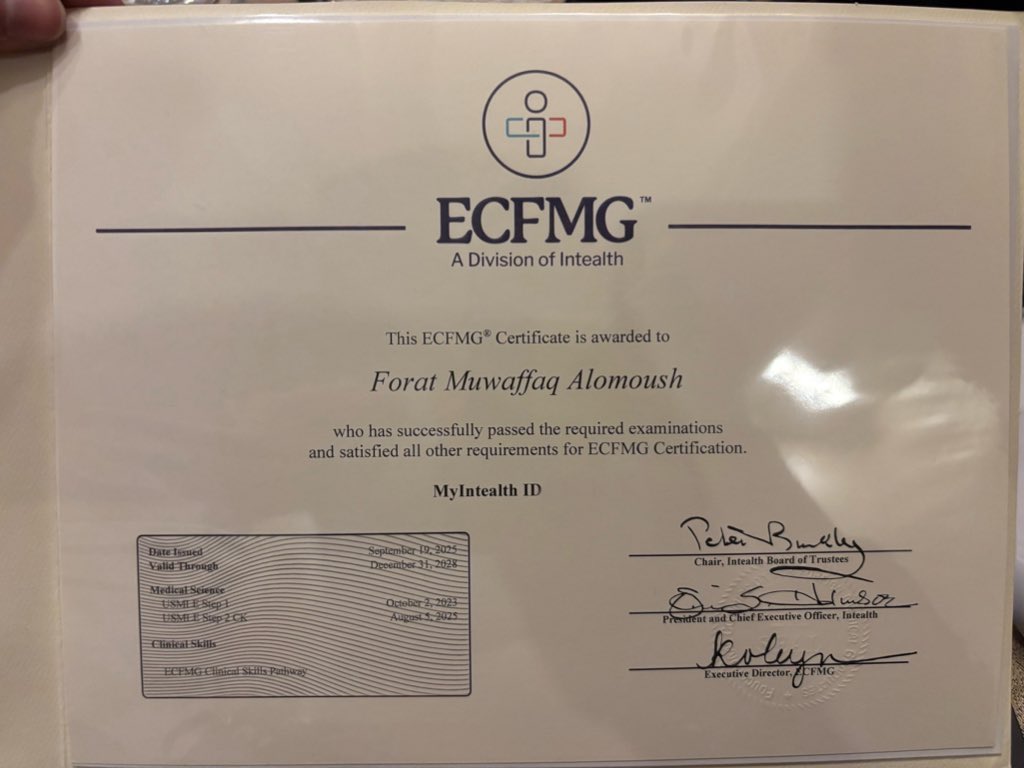 ECFMG™
A Division of Intealth
This ECFMG® Certificate is awarded to
Forat Muwaffaq Alomoush
who has successfully passed the required examinations
and satisfied all other requirements for ECFMG Certification.
MyIntealth ID
Date Issued September 19, 2025
Valid Through December 31, 2028
Medical Science
USMLE Step 1 October 2, 2023
USMLE Step 2 CK August 5, 2025
Clinical Skills
ECFMG Clinical Skills Pathway
Peter Buckley
Chair, Intealth Board of Trustees
President and Chief Executive Officer, Intealth
Executive Director, ECFMG